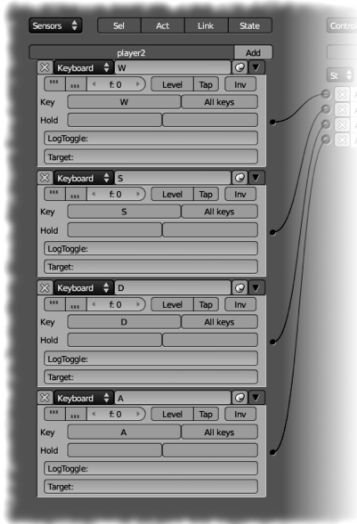 Sensors Sel Act Link State
player2 Add
Keyboard W
f: 0 Level Tap Inv
Key W All keys
Hold
LogToggle:
Target:
Keyboard S
f: 0 Level Tap Inv
Key S All keys
Hold
LogToggle:
Target:
Keyboard D
f: 0 Level Tap Inv
Key D All keys
Hold
LogToggle:
Target:
Keyboard A
f: 0 Level Tap Inv
Key A All keys
Hold
LogToggle:
Target:
St